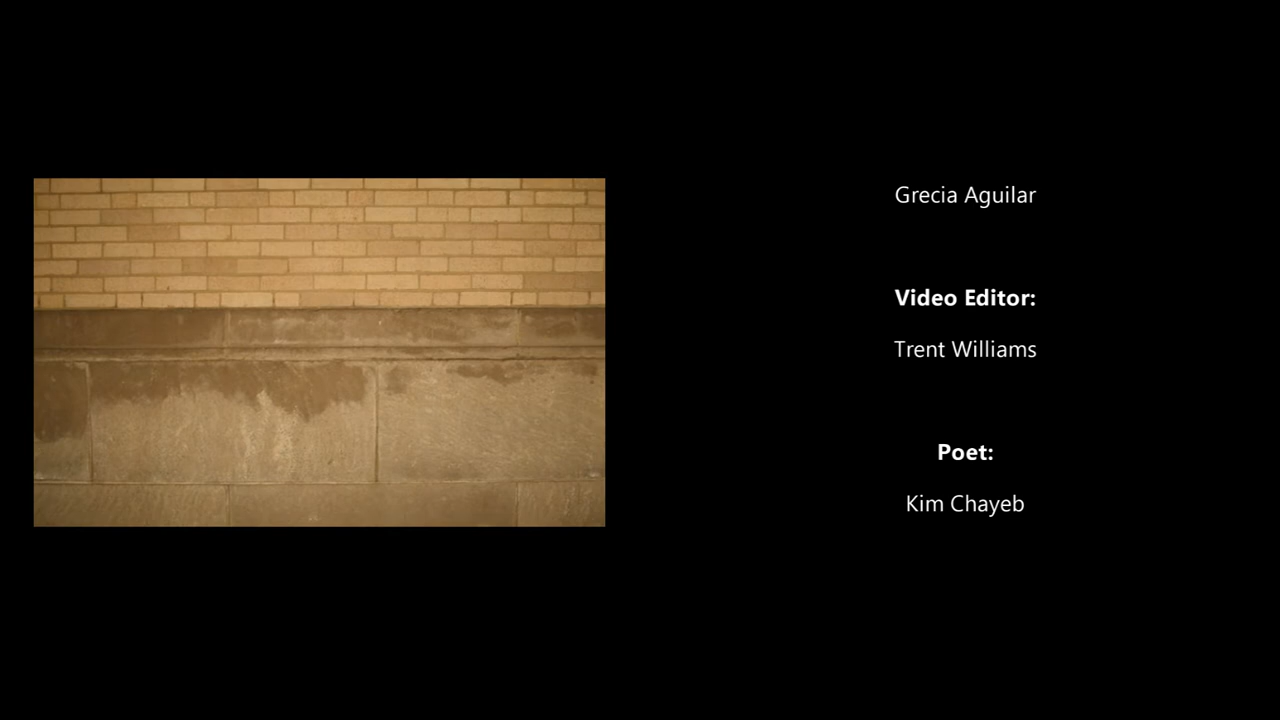 Grecia Aguilar
Video Editor:
Trent Williams
Poet:
Kim Chayeb